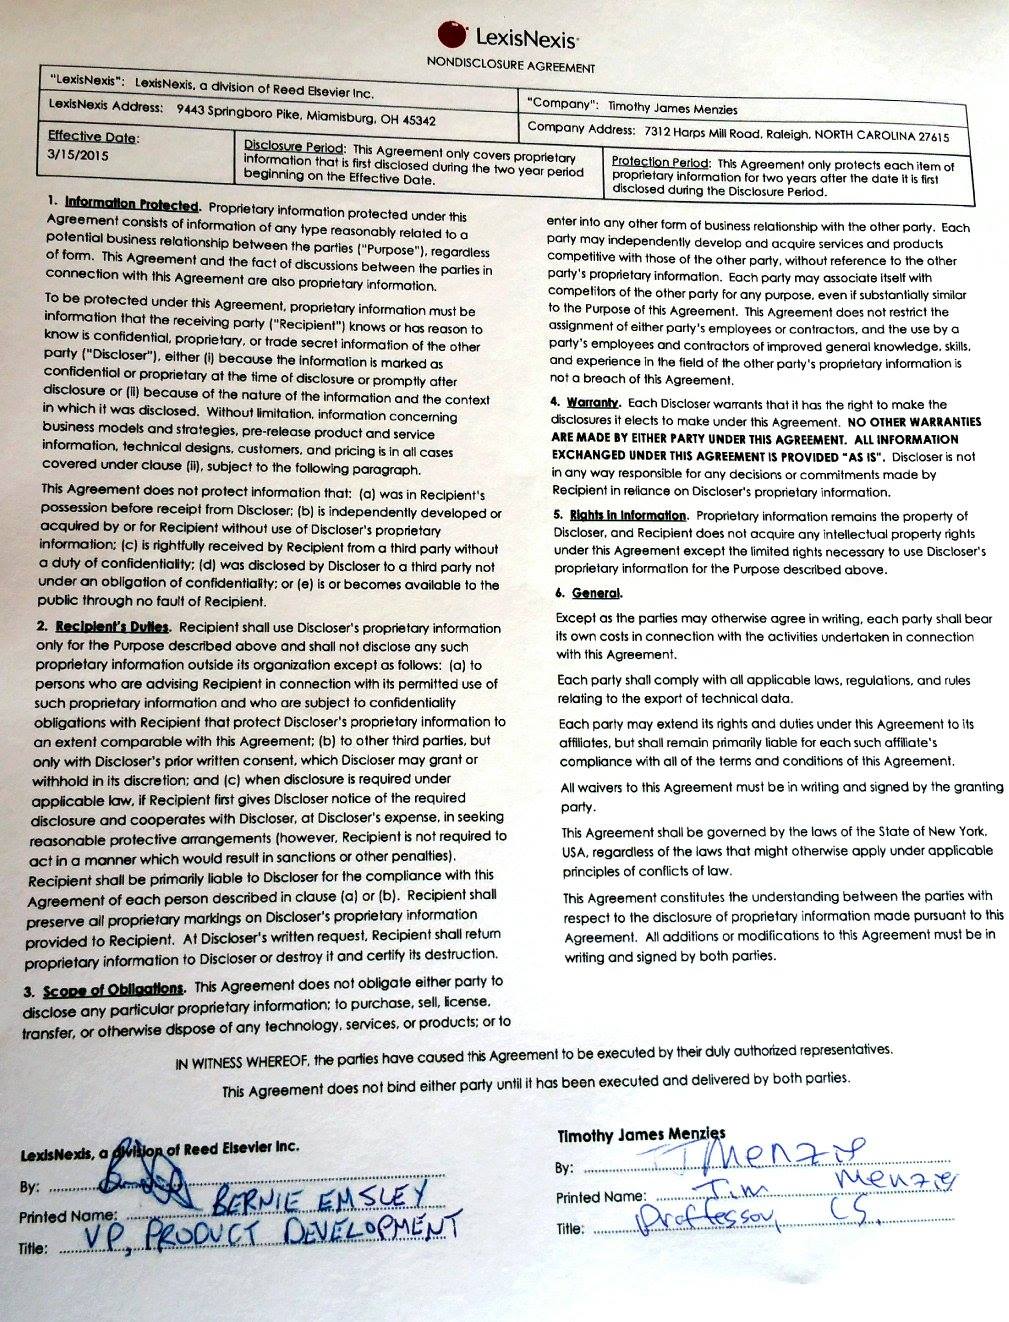 LexisNexis®
NONDISCLOSURE AGREEMENT
"LexisNexis": LexisNexis, a division of Reed Elsevier Inc.
LexisNexis Address: 9443 Springboro Pike, Miamisburg, OH 45342
"Company": Timothy James Menzies
Company Address: 7312 Harps Mill Road, Raleigh, NORTH CAROLINA 27615
Effective Date:
3/15/2015
Disclosure Period: This Agreement only covers proprietary
information that is first disclosed during the two year period
beginning on the Effective Date.
Protection Period: This Agreement only protects each item of
proprietary information for two years after the date it is first
disclosed during the Disclosure Period.
1. Information Protected. Proprietary information protected under this
Agreement consists of information of any type reasonably related to a
potential business relationship between the parties ("Purpose"), regardless
of form. This Agreement and the fact of discussions between the parties in
connection with this Agreement are also proprietary information.
To be protected under this Agreement, proprietary information must be
information that the receiving party ("Recipient") knows or has reason to
know is confidential, proprietary, or trade secret information of the other
party ("Discloser"), either (i) because the information is marked as
confidential or proprietary at the time of disclosure or promptly after
disclosure or (ii) because of the nature of the information and the context
in which it was disclosed. Without limitation, information concerning
business models and strategies, pre-release product and service
information, technical designs, customers, and pricing is in all cases
covered under clause (ii), subject to the following paragraph.
This Agreement does not protect information that: (a) was in Recipient's
possession before receipt from Discloser; (b) is independently developed or
acquired by or for Recipient without use of Discloser's proprietary
information; (c) is rightfully received by Recipient from a third party without
a duty of confidentiality; (d) was disclosed by Discloser to a third party not
under an obligation of confidentiality; or (e) is or becomes available to the
public through no fault of Recipient.
2. Recipient's Duties. Recipient shall use Discloser's proprietary information
only for the Purpose described above and shall not disclose any such
proprietary information outside its organization except as follows: (a) to
persons who are advising Recipient in connection with its permitted use of
such proprietary information and who are subject to confidentiality
obligations with Recipient that protect Discloser's proprietary information to
an extent comparable with this Agreement; (b) to other third parties, but
only with Discloser's prior written consent, which Discloser may grant or
withhold in its discretion; and (c) when disclosure is required under
applicable law, if Recipient first gives Discloser notice of the required
disclosure and cooperates with Discloser, at Discloser's expense, in seeking
reasonable protective arrangements (however, Recipient is not required to
act in a manner which would result in sanctions or other penalties).
Recipient shall be primarily liable to Discloser for the compliance with this
Agreement of each person described in clause (a) or (b). Recipient shall
preserve all proprietary markings on Discloser's proprietary information
provided to Recipient. At Discloser's written request, Recipient shall return
proprietary information to Discloser or destroy it and certify its destruction.
3. Scope of Obligations. This Agreement does not obligate either party to
disclose any particular proprietary information; to purchase, sell, license,
transfer, or otherwise dispose of any technology, services, or products; or to
enter into any other form of business relationship with the other party. Each
party may independently develop and acquire services and products
competitive with those of the other party, without reference to the other
party's proprietary information. Each party may associate itself with
competitors of the other party for any purpose, even if substantially similar
to the Purpose of this Agreement. This Agreement does not restrict the
assignment of either party's employees or contractors, and the use by a
party's employees and contractors of improved general knowledge, skills,
and experience in the field of the other party's proprietary information is
not a breach of this Agreement.
4. Warranty. Each Discloser warrants that it has the right to make the
disclosures it elects to make under this Agreement. NO OTHER WARRANTIES
ARE MADE BY EITHER PARTY UNDER THIS AGREEMENT. ALL INFORMATION
EXCHANGED UNDER THIS AGREEMENT IS PROVIDED "AS IS". Discloser is not
in any way responsible for any decisions or commitments made by
Recipient in reliance on Discloser's proprietary information.
5. Rights in Information. Proprietary information remains the property of
Discloser, and Recipient does not acquire any intellectual property rights
under this Agreement except the limited rights necessary to use Discloser's
proprietary information for the Purpose described above.
6. General.
Except as the parties may otherwise agree in writing, each party shall bear
its own costs in connection with the activities undertaken in connection
with this Agreement.
Each party shall comply with all applicable laws, regulations, and rules
relating to the export of technical data.
Each party may extend its rights and duties under this Agreement to its
affiliates, but shall remain primarily liable for each such affiliate's
compliance with all of the terms and conditions of this Agreement.
All waivers to this Agreement must be in writing and signed by the granting
party.
This Agreement shall be governed by the laws of the State of New York,
USA, regardless of the laws that might otherwise apply under applicable
principles of conflicts of law.
This Agreement constitutes the understanding between the parties with
respect to the disclosure of proprietary information made pursuant to this
Agreement. All additions or modifications to this Agreement must be in
writing and signed by both parties.
IN WITNESS WHEREOF, the parties have caused this Agreement to be executed by their duly authorized representatives.
This Agreement does not bind either party until it has been executed and delivered by both parties.
LexisNexis, a division of Reed Elsevier Inc.
By:
Printed Name: BERNIE EMSLEY
Title: VP, PRODUCT DEVELOPMENT
Timothy James Menzies
By: TJMenzie
Printed Name: Tim Menzie
Title: Proffessor, CS.